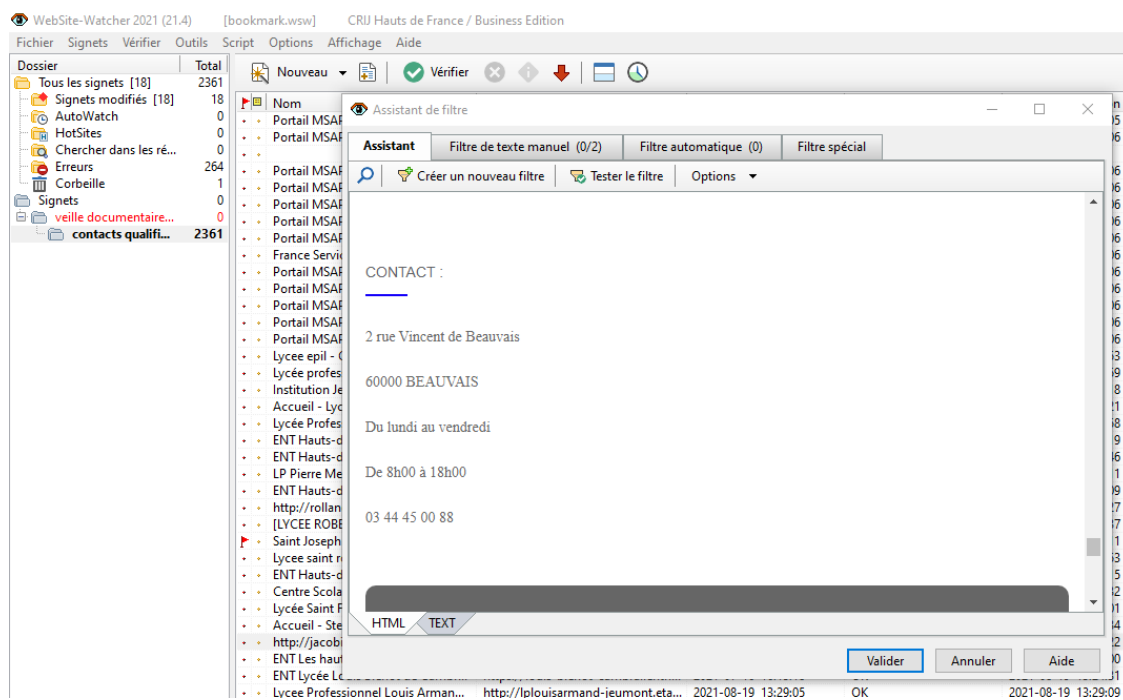 WebSite-Watcher 2021 (21.4) [bookmark.wsw] CRIJ Hauts de France / Business Edition
Fichier Signets Vérifier Outils Script Options Affichage Aide
Dossier Total
Tous les signets [18] 2361
Signets modifiés [18] 18
AutoWatch 0
HotSites 0
Chercher dans les ré... 0
Erreurs 264
Corbeille 1
Signets 0
veille documentaire... 0
contacts qualifi... 2361
Nouveau Vérifier
Nom
Portail MSAP
Portail MSAP
Portail MSAP
Portail MSAP
Portail MSAP
Portail MSAP
Portail MSAP
France Servi
Portail MSAP
Portail MSAP
Portail MSAP
Portail MSAP
Portail MSAP
Lycee epil -
Lycée profes
Institution Je
Accueil - Lyc
Lycée Profes
ENT Hauts-d
ENT Hauts-d
LP Pierre Me
ENT Hauts-d
http://rollan
[LYCEE ROBE
Saint Joseph
Lycee saint r
ENT Hauts-d
Centre Scola
Lycée Saint F
Accueil - Ste
http://jacobi
ENT Les haut
ENT Lycée
Lycee Professionnel Louis Arman... http://lplouisarmand-jeumont.eta... 2021-08-19 13:29:05 OK 2021-08-19 13:29:09
Assistant de filtre
Assistant Filtre de texte manuel (0/2) Filtre automatique (0) Filtre spécial
Créer un nouveau filtre Tester le filtre Options
CONTACT :
2 rue Vincent de Beauvais
60000 BEAUVAIS
Du lundi au vendredi
De 8h00 à 18h00
03 44 45 00 88
HTML TEXT
Valider Annuler Aide